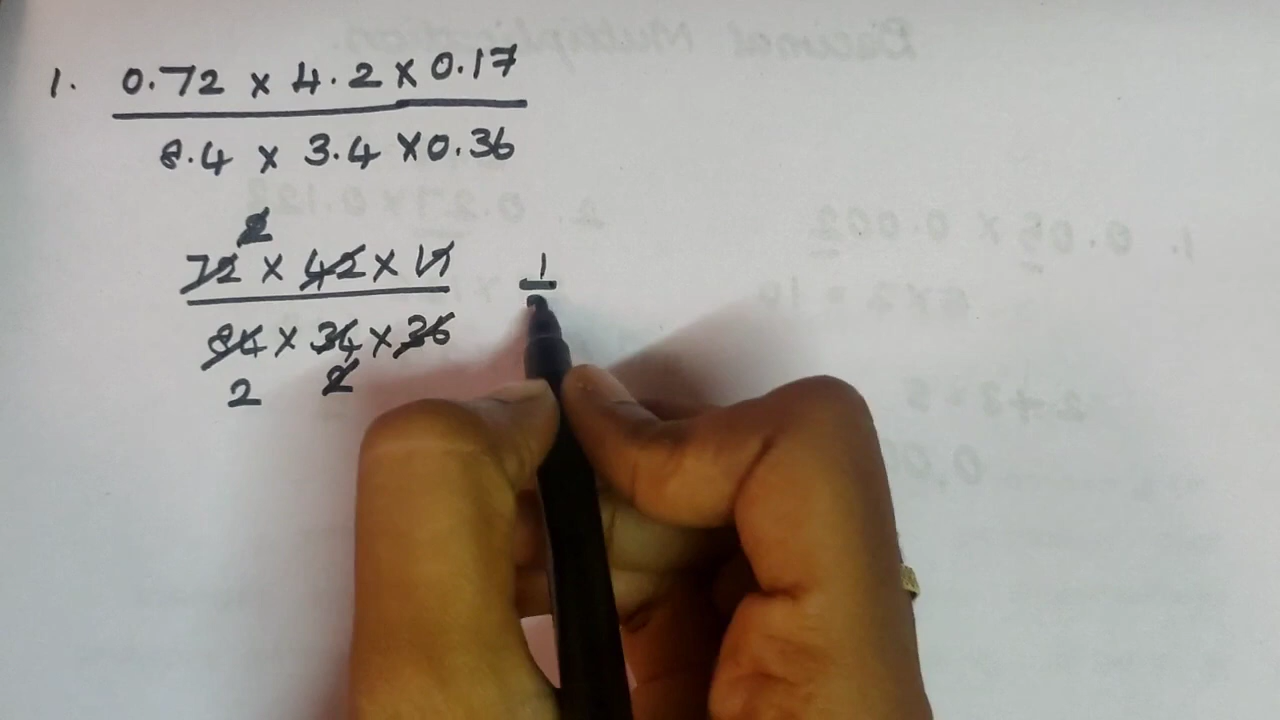 1. 0.72 × 4.2 × 0.17
8.4 × 3.4 × 0.36
2
72 × 42 × 17
84 × 34 × 36
2 2
1